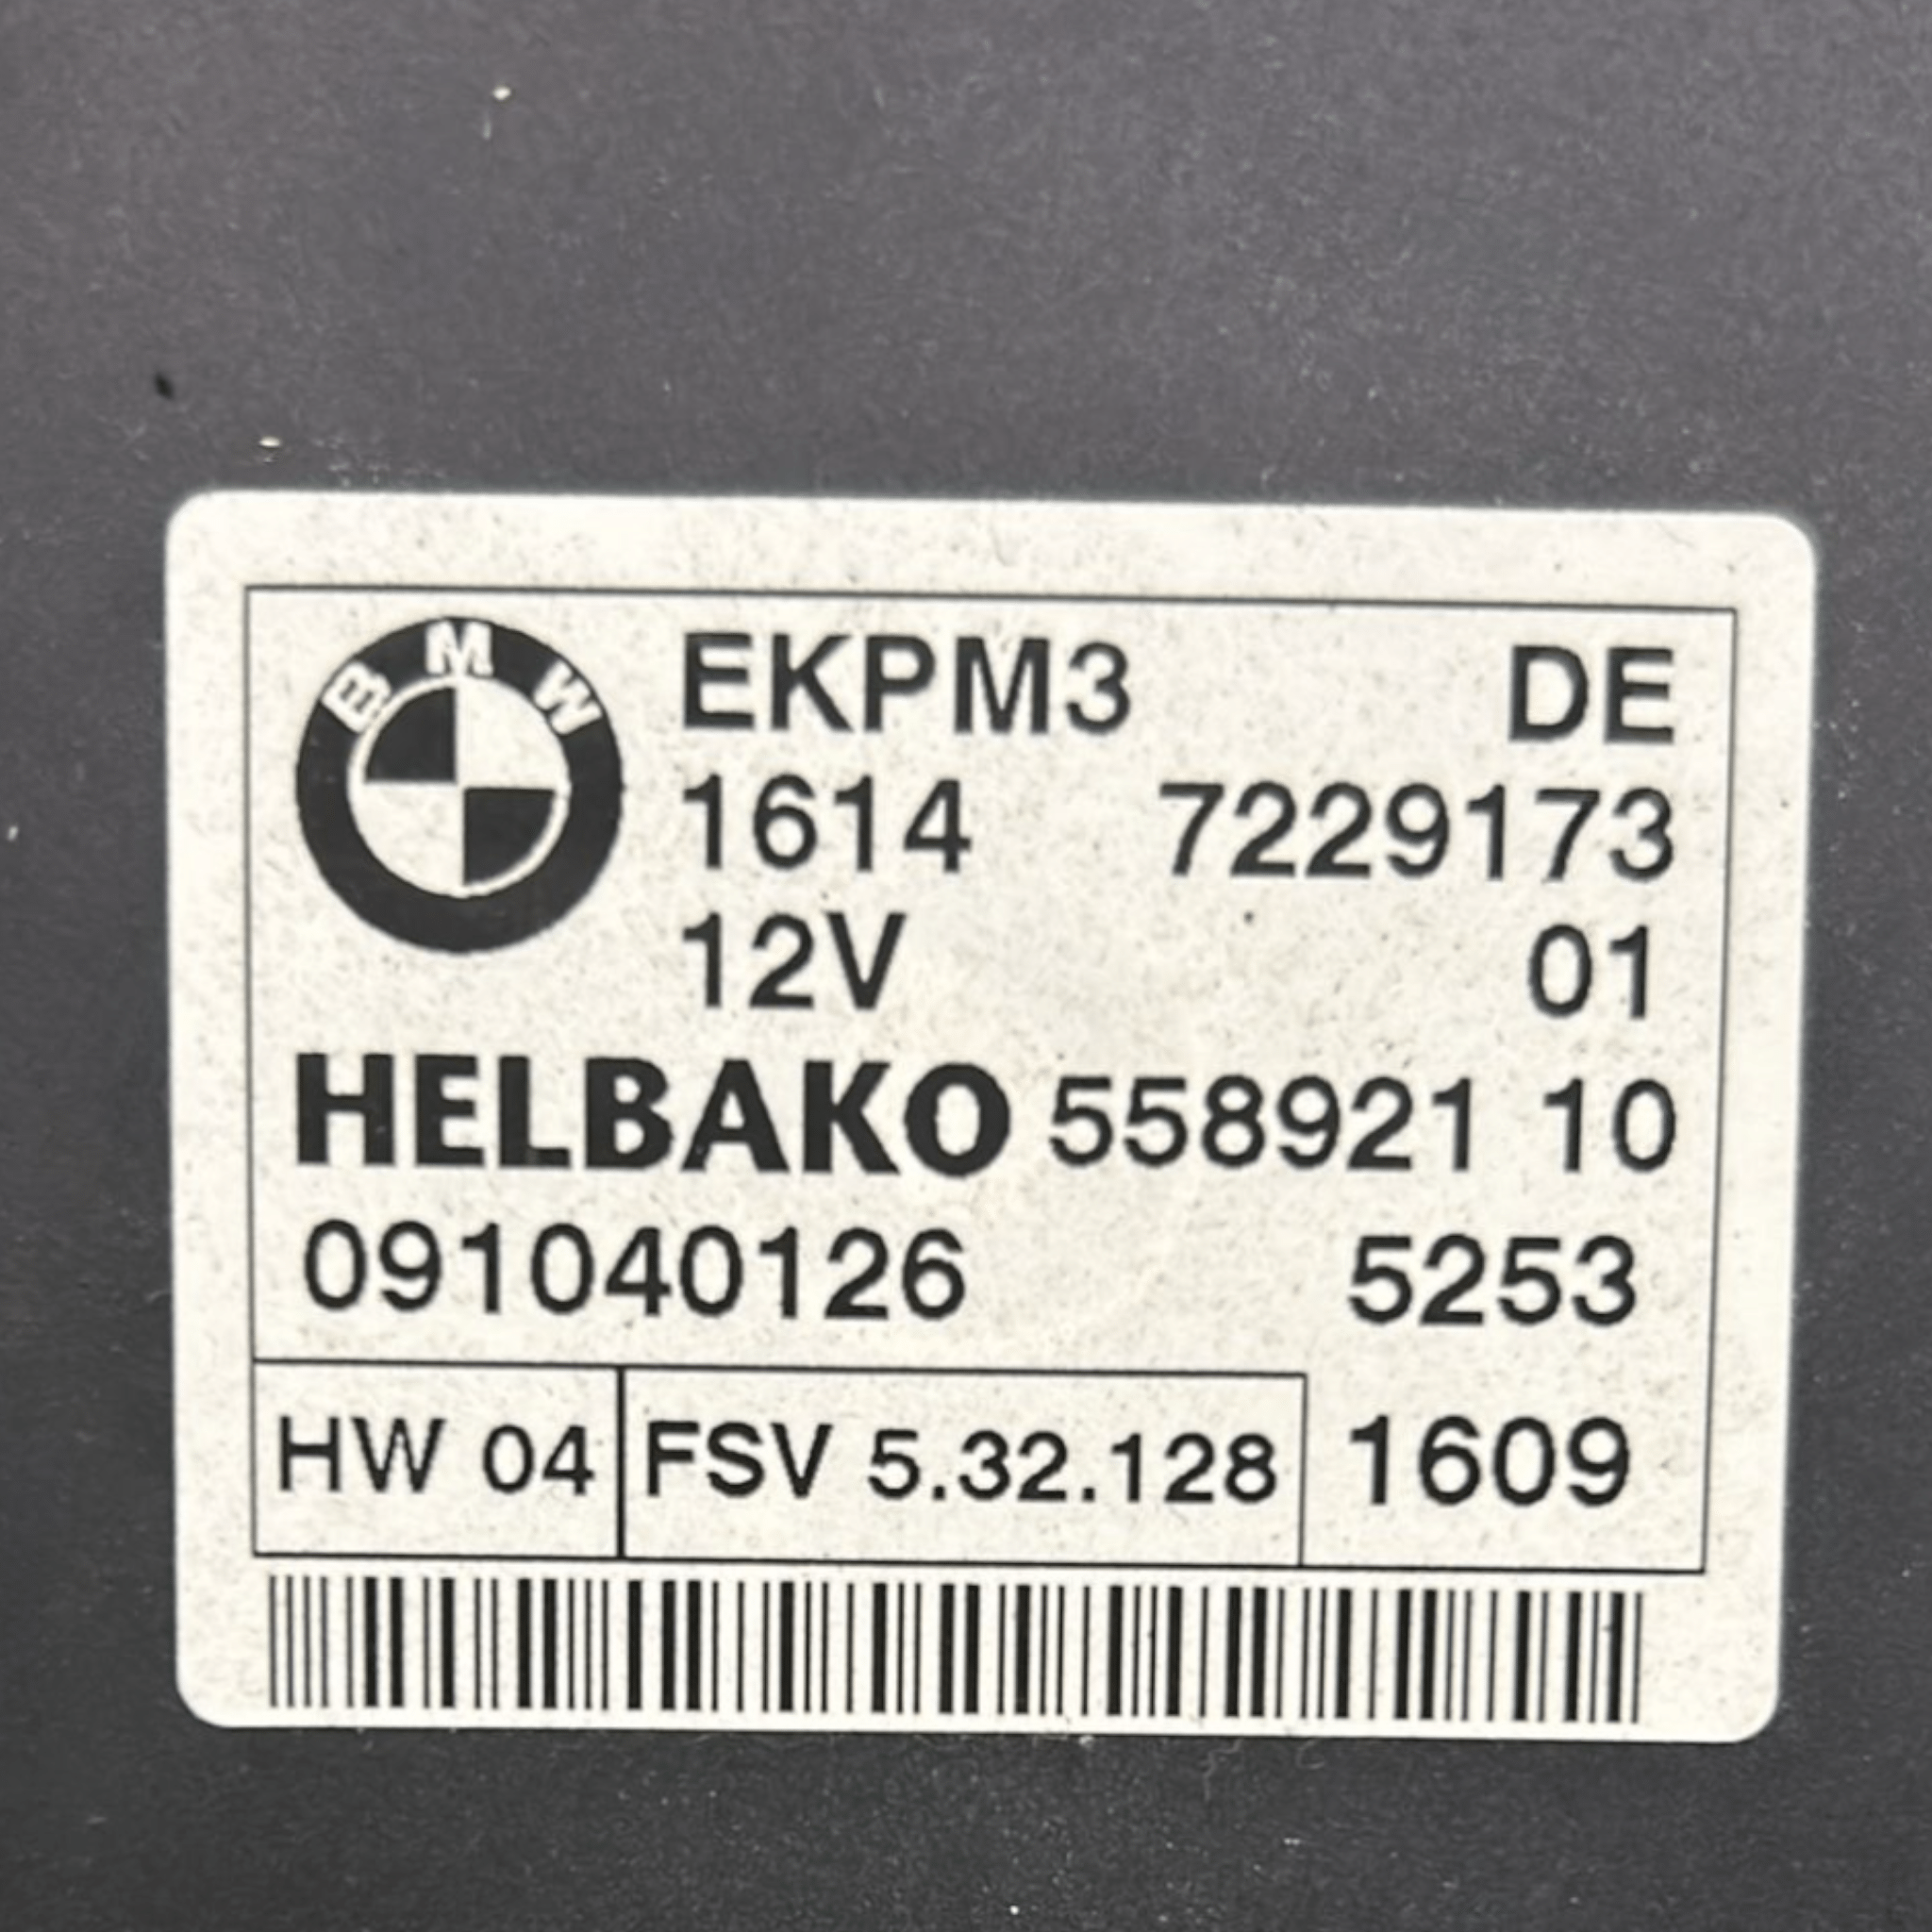 BMW
EKPM3 DE
1614 7229173
12V 01
HELBAKO 558921 10
091040126 5253
HW 04 FSV 5.32.128 1609